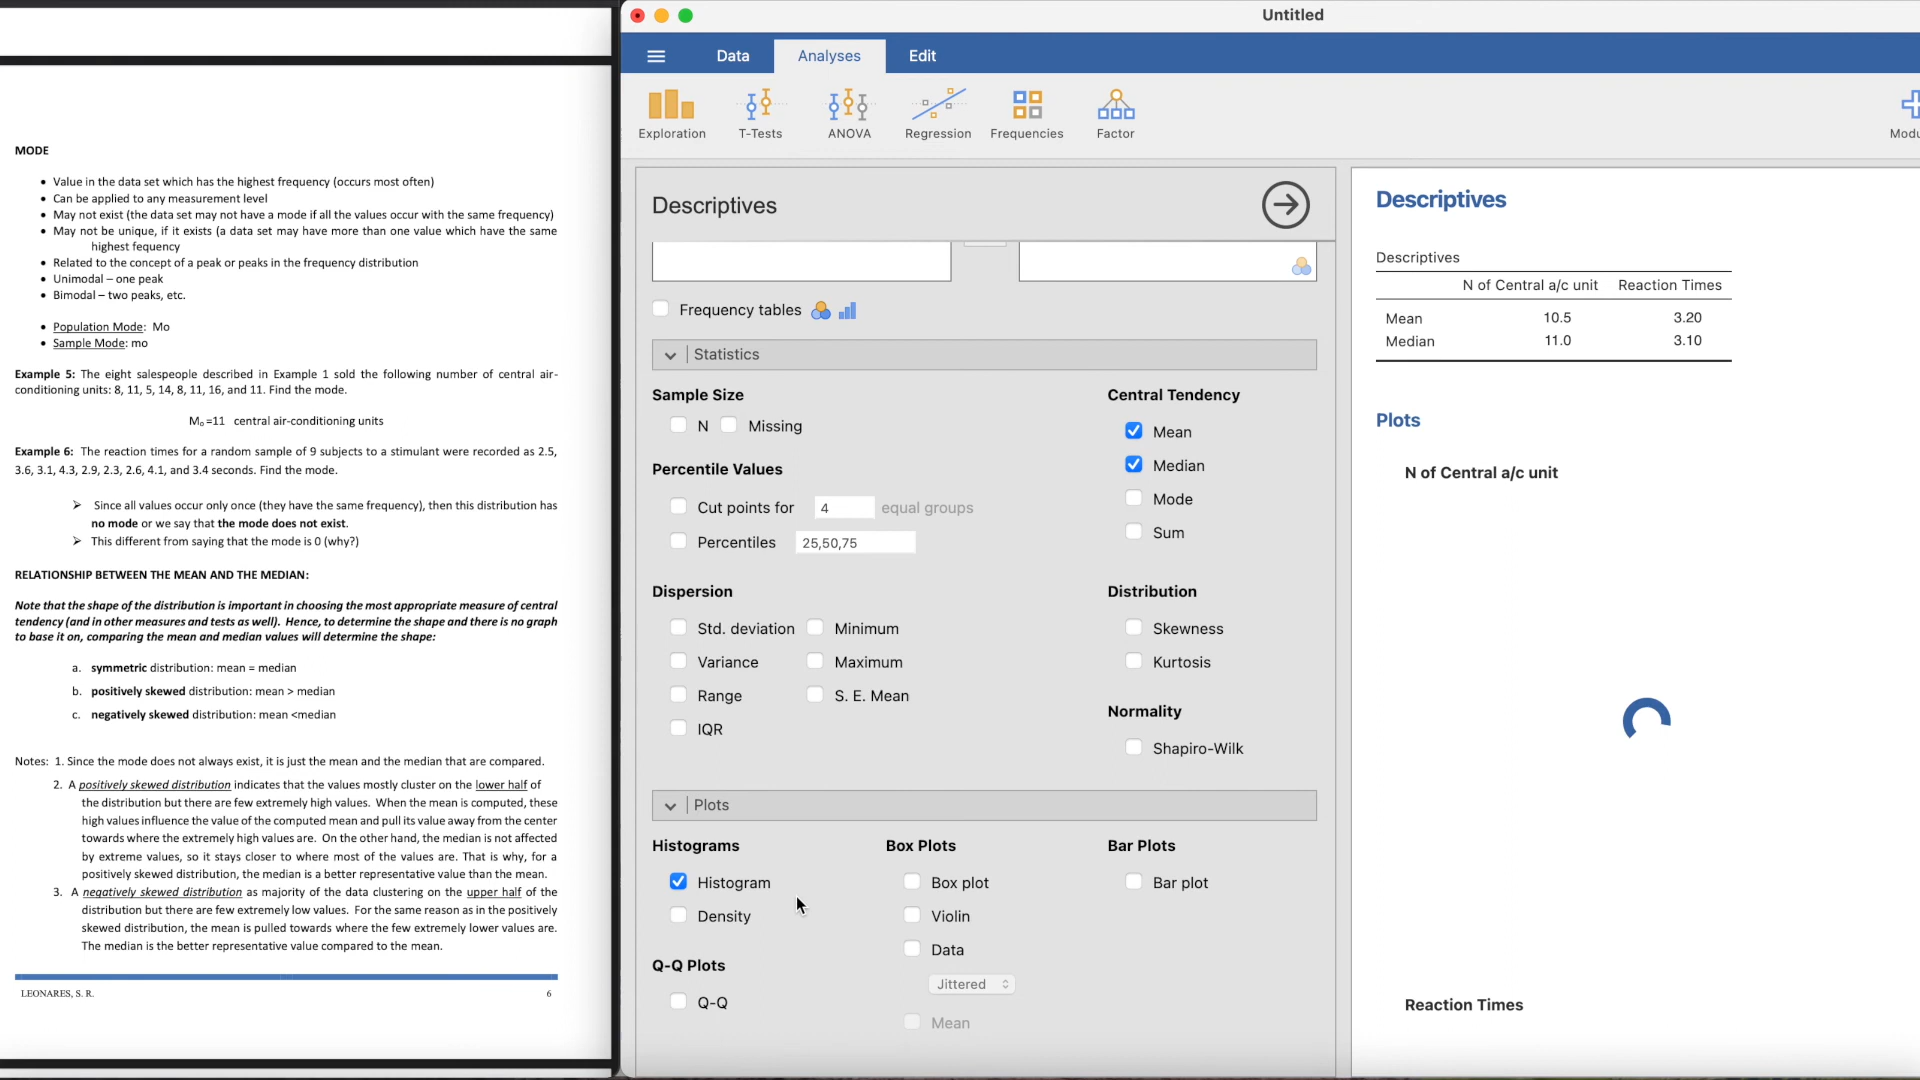 MODE
• Value in the data set which has the highest frequency (occurs most often)
• Can be applied to any measurement level
• May not exist (the data set may not have a mode if all the values occur with the same frequency)
• May not be unique, if it exists (a data set may have more than one value which have the same
highest fequency
• Related to the concept of a peak or peaks in the frequency distribution
• Unimodal – one peak
• Bimodal – two peaks, etc.
• Population Mode: Mo
• Sample Mode: mo
Example 5: The eight salespeople described in Example 1 sold the following number of central air-
conditioning units: 8, 11, 5, 14, 8, 11, 16, and 11. Find the mode.
Mₒ =11 central air-conditioning units
Example 6: The reaction times for a random sample of 9 subjects to a stimulant were recorded as 2.5,
3.6, 3.1, 4.3, 2.9, 2.3, 2.6, 4.1, and 3.4 seconds. Find the mode.
➢ Since all values occur only once (they have the same frequency), then this distribution has
no mode or we say that the mode does not exist.
➢ This different from saying that the mode is 0 (why?)
RELATIONSHIP BETWEEN THE MEAN AND THE MEDIAN:
Note that the shape of the distribution is important in choosing the most appropriate measure of central
tendency (and in other measures and tests as well). Hence, to determine the shape and there is no graph
to base it on, comparing the mean and median values will determine the shape:
a. symmetric distribution: mean = median
b. positively skewed distribution: mean > median
c. negatively skewed distribution: mean <median
Notes: 1. Since the mode does not always exist, it is just the mean and the median that are compared.
2. A positively skewed distribution indicates that the values mostly cluster on the lower half of
the distribution but there are few extremely high values. When the mean is computed, these
high values influence the value of the computed mean and pull its value away from the center
towards where the extremely high values are. On the other hand, the median is not affected
by extreme values, so it stays closer to where most of the values are. That is why, for a
positively skewed distribution, the median is a better representative value than the mean.
3. A negatively skewed distribution as majority of the data clustering on the upper half of the
distribution but there are few extremely low values. For the same reason as in the positively
skewed distribution, the mean is pulled towards where the few extremely lower values are.
The median is the better representative value compared to the mean.
LEONARES, S. R. 6
Untitled
Data Analyses Edit
Exploration T-Tests ANOVA Regression Frequencies Factor Modu
Descriptives
Frequency tables
Statistics
Sample Size
N Missing
Percentile Values
Cut points for 4 equal groups
Percentiles 25,50,75
Central Tendency
Mean
Median
Mode
Sum
Dispersion
Std. deviation Minimum
Variance Maximum
Range S. E. Mean
IQR
Distribution
Skewness
Kurtosis
Normality
Shapiro-Wilk
Plots
Histograms
Histogram
Density
Q-Q Plots
Q-Q
Box Plots
Box plot
Violin
Data
Jittered
Mean
Bar Plots
Bar plot
Descriptives
Descriptives
N of Central a/c unit Reaction Times
Mean 10.5 3.20
Median 11.0 3.10
Plots
N of Central a/c unit
Reaction Times